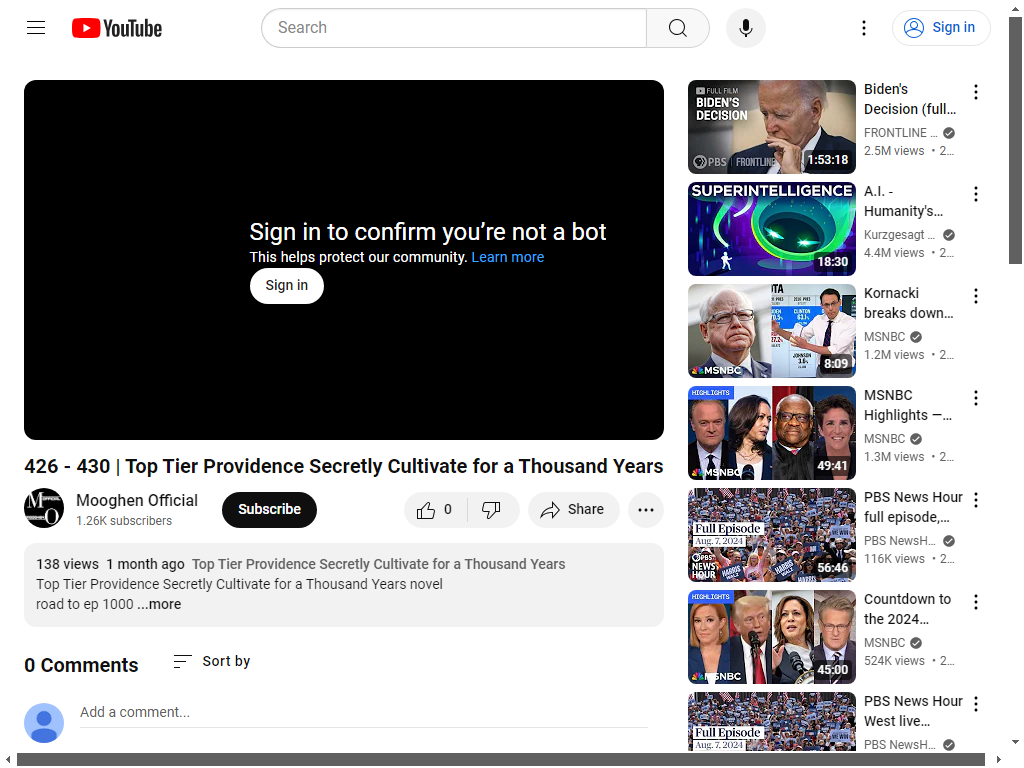 YouTube
Search
Sign in
Sign in to confirm you’re not a bot
This helps protect our community. Learn more
Sign in
426 - 430 | Top Tier Providence Secretly Cultivate for a Thousand Years
Mooghen Official
1.26K subscribers
Subscribe
0
Share
138 views 1 month ago Top Tier Providence Secretly Cultivate for a Thousand Years
Top Tier Providence Secretly Cultivate for a Thousand Years novel
road to ep 1000 ...more
0 Comments
Sort by
Add a comment...
FULL FILM
BIDEN'S
DECISION
PBS FRONTLINE
1:53:18
Biden's
Decision (full...
FRONTLINE ...
2.5M views • 2...
SUPERINTELLIGENCE
18:30
A.I. -
Humanity's...
Kurzgesagt ...
4.4M views • 2...
CLINTON
63.1
JOHNSON
MSNBC
8:09
Kornacki
breaks down...
MSNBC
1.2M views • 2...
HIGHLIGHTS
MSNBC
49:41
MSNBC
Highlights —...
MSNBC
1.3M views • 2...
Full Episode
Aug. 7, 2024
PBS
NEWS
HOUR
HARRIS
WALZ
56:46
PBS News Hour
full episode,...
PBS NewsH...
116K views • 2...
HIGHLIGHTS
MSNBC
45:00
Countdown to
the 2024...
MSNBC
524K views • 2...
Full Episode
Aug. 7, 2024
PBS News Hour
West live...
PBS NewsH...